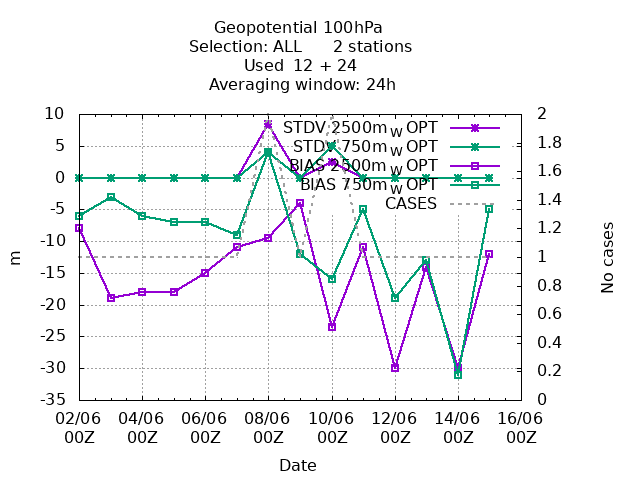 Geopotential 100hPa
Selection: ALL 2 stations
Used 12 + 24
Averaging window: 24h
10
5
0
-5
-10
-15
-20
-25
-30
-35
m
2
1.8
1.6
1.4
1.2
1
0.8
0.6
0.4
0.2
0
No cases
STDV 2500m_W OPT
STDV 750m_W OPT
BIAS 2500m_W OPT
BIAS 750m_W OPT
CASES
02/06 04/06 06/06 08/06 10/06 12/06 14/06 16/06
00Z 00Z 00Z 00Z 00Z 00Z 00Z 00Z
Date